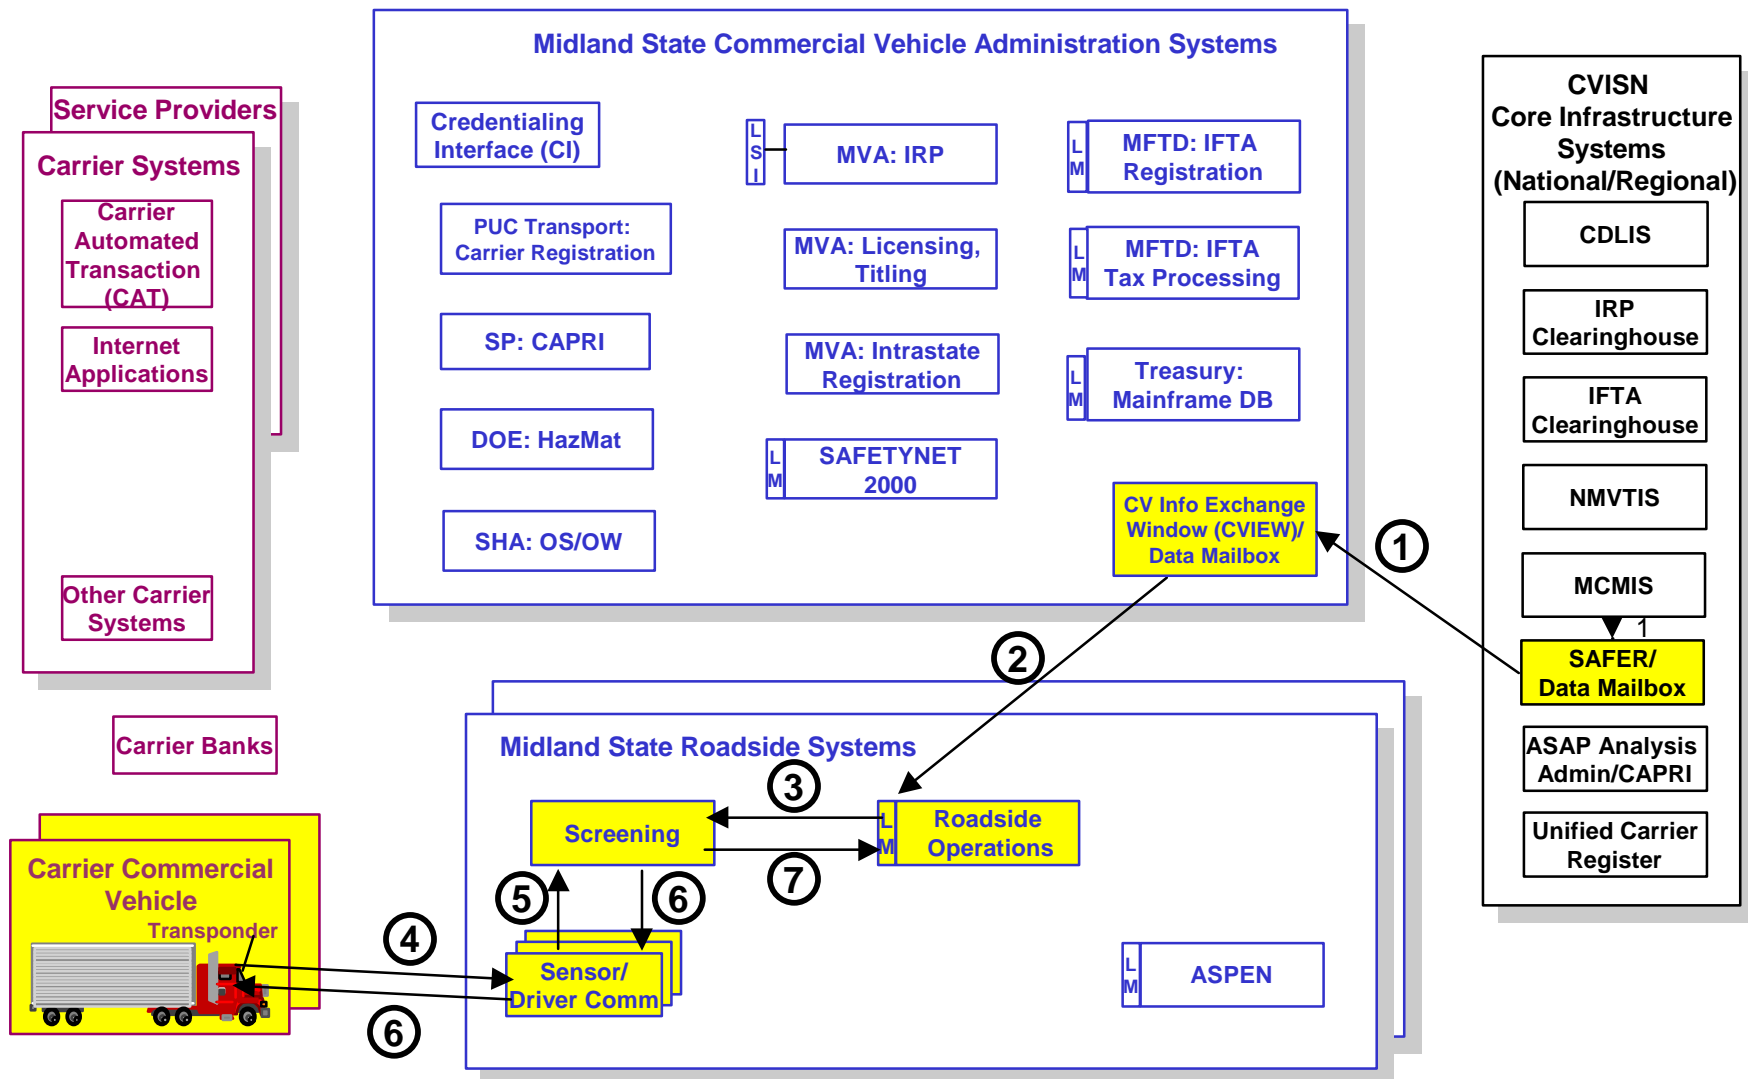 Midland State Commercial Vehicle Administration Systems
Service Providers
Carrier Systems
Carrier
Automated
Transaction
(CAT)
Internet
Applications
Other Carrier
Systems
Carrier Banks
Credentialing
Interface (CI)
PUC Transport:
Carrier Registration
SP: CAPRI
DOE: HazMat
SHA: OS/OW
L
S
I
MVA: IRP
MVA: Licensing,
Titling
MVA: Intrastate
Registration
L
M
SAFETYNET
2000
L
M
MFTD: IFTA
Registration
L
M
MFTD: IFTA
Tax Processing
L
M
Treasury:
Mainframe DB
CV Info Exchange
Window (CVIEW)/
Data Mailbox
1
CVISN
Core Infrastructure
Systems
(National/Regional)
CDLIS
IRP
Clearinghouse
IFTA
Clearinghouse
NMVTIS
MCMIS
1
SAFER/
Data Mailbox
ASAP Analysis
Admin/CAPRI
Unified Carrier
Register
2
Midland State Roadside Systems
Screening
3
7
L
M
Roadside
Operations
5
6
Sensor/
Driver Comm
L
M
ASPEN
Carrier Commercial
Vehicle
Transponder
4
6